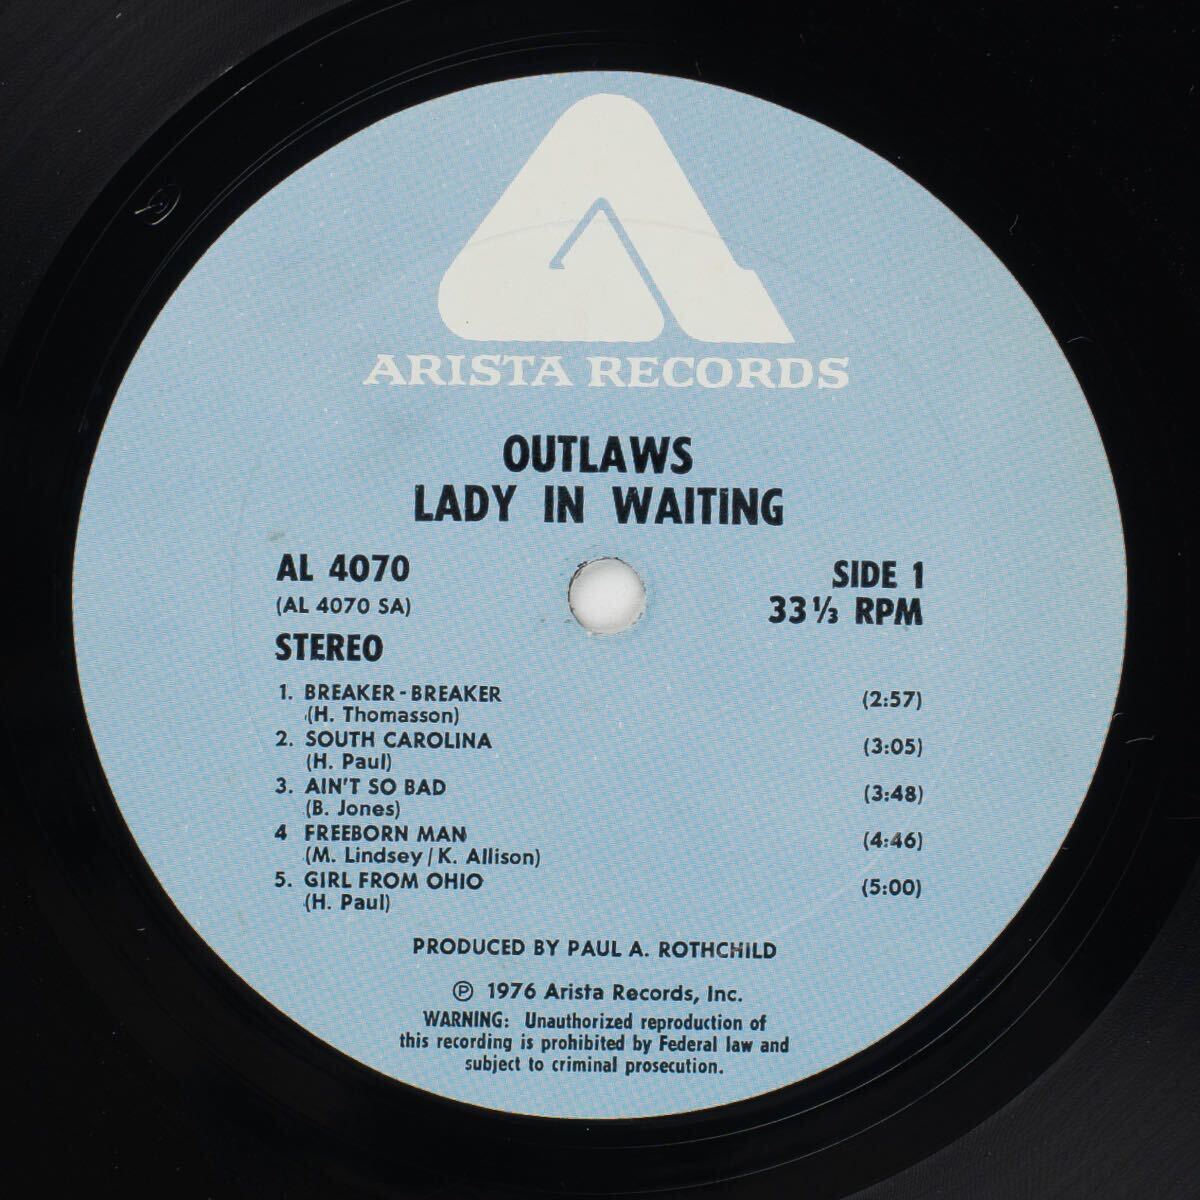 ARISTA RECORDS
OUTLAWS
LADY IN WAITING
AL 4070
(AL 4070 SA)
STEREO
SIDE 1
33 1/3 RPM
1. BREAKER-BREAKER (2:57)
(H. Thomasson)
2. SOUTH CAROLINA (3:05)
(H. Paul)
3. AIN'T SO BAD (3:48)
(B. Jones)
4 FREEBORN MAN (4:46)
(M. Lindsey/K. Allison)
5. GIRL FROM OHIO (5:00)
(H. Paul)
PRODUCED BY PAUL A. ROTHCHILD
℗ 1976 Arista Records, Inc.
WARNING: Unauthorized reproduction of
this recording is prohibited by Federal law and
subject to criminal prosecution.